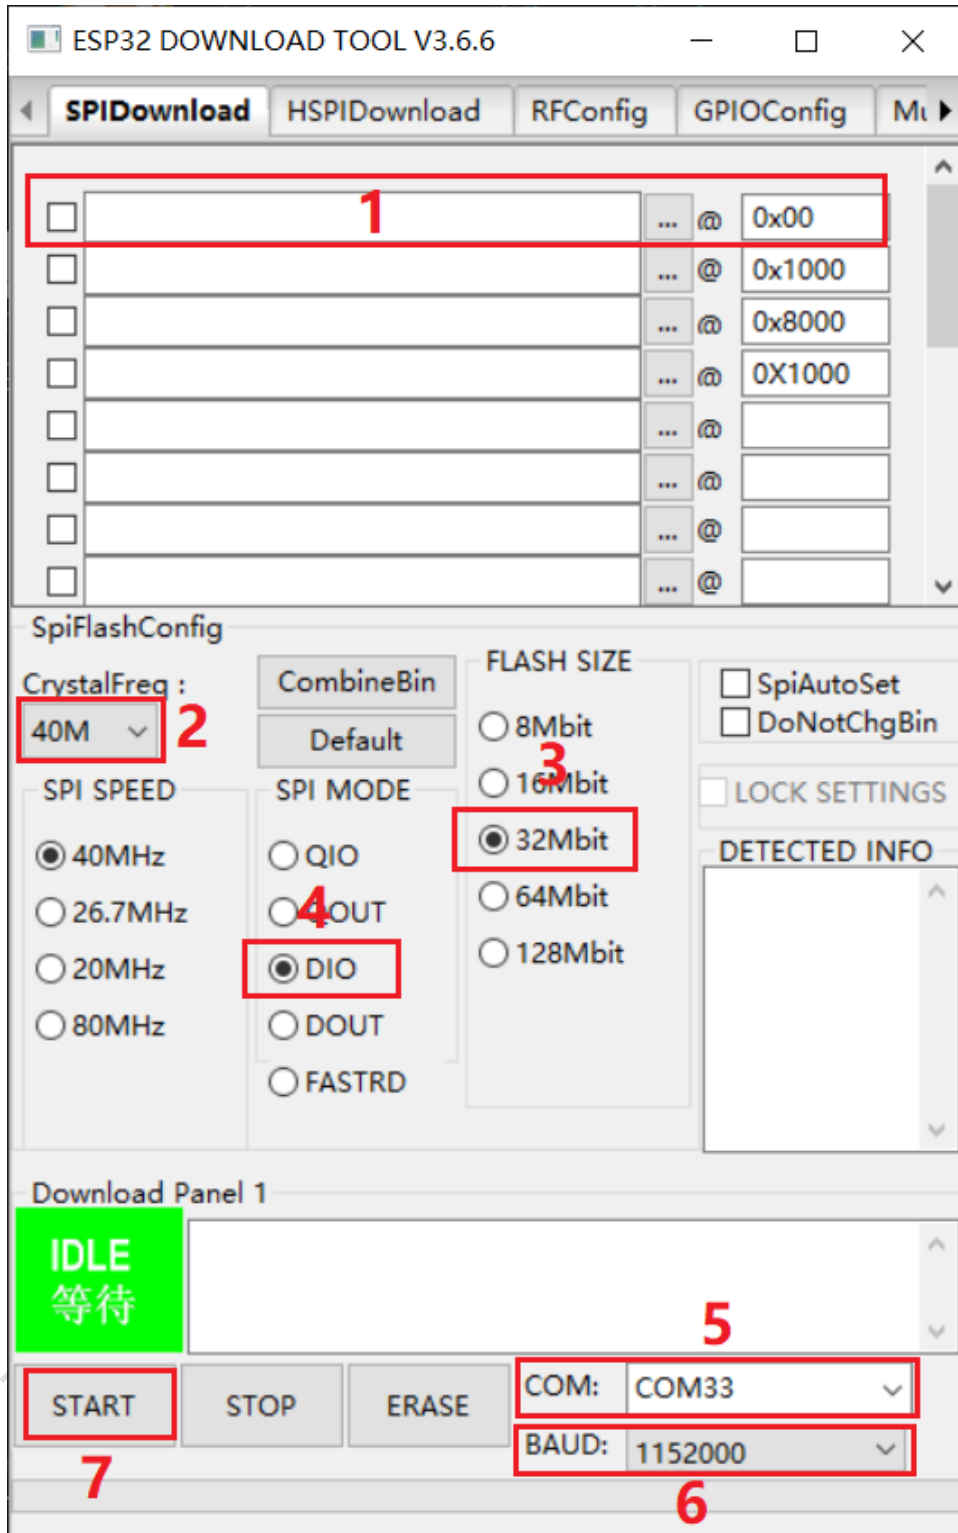 ESP32 DOWNLOAD TOOL V3.6.6
SPIDownload HSPIDownload RFConfig GPIOConfig Mu
1
... @ 0x00
... @ 0x1000
... @ 0x8000
... @ 0X1000
... @
... @
... @
... @
SpiFlashConfig
CrystalFreq :
40M
2
CombineBin
Default
SPI SPEED
40MHz
26.7MHz
20MHz
80MHz
SPI MODE
QIO
QOUT
4
DIO
DOUT
FASTRD
FLASH SIZE
8Mbit
3
16Mbit
32Mbit
64Mbit
128Mbit
SpiAutoSet
DoNotChgBin
LOCK SETTINGS
DETECTED INFO
Download Panel 1
IDLE
等待
5
START STOP ERASE
COM: COM33
BAUD: 1152000
7
6